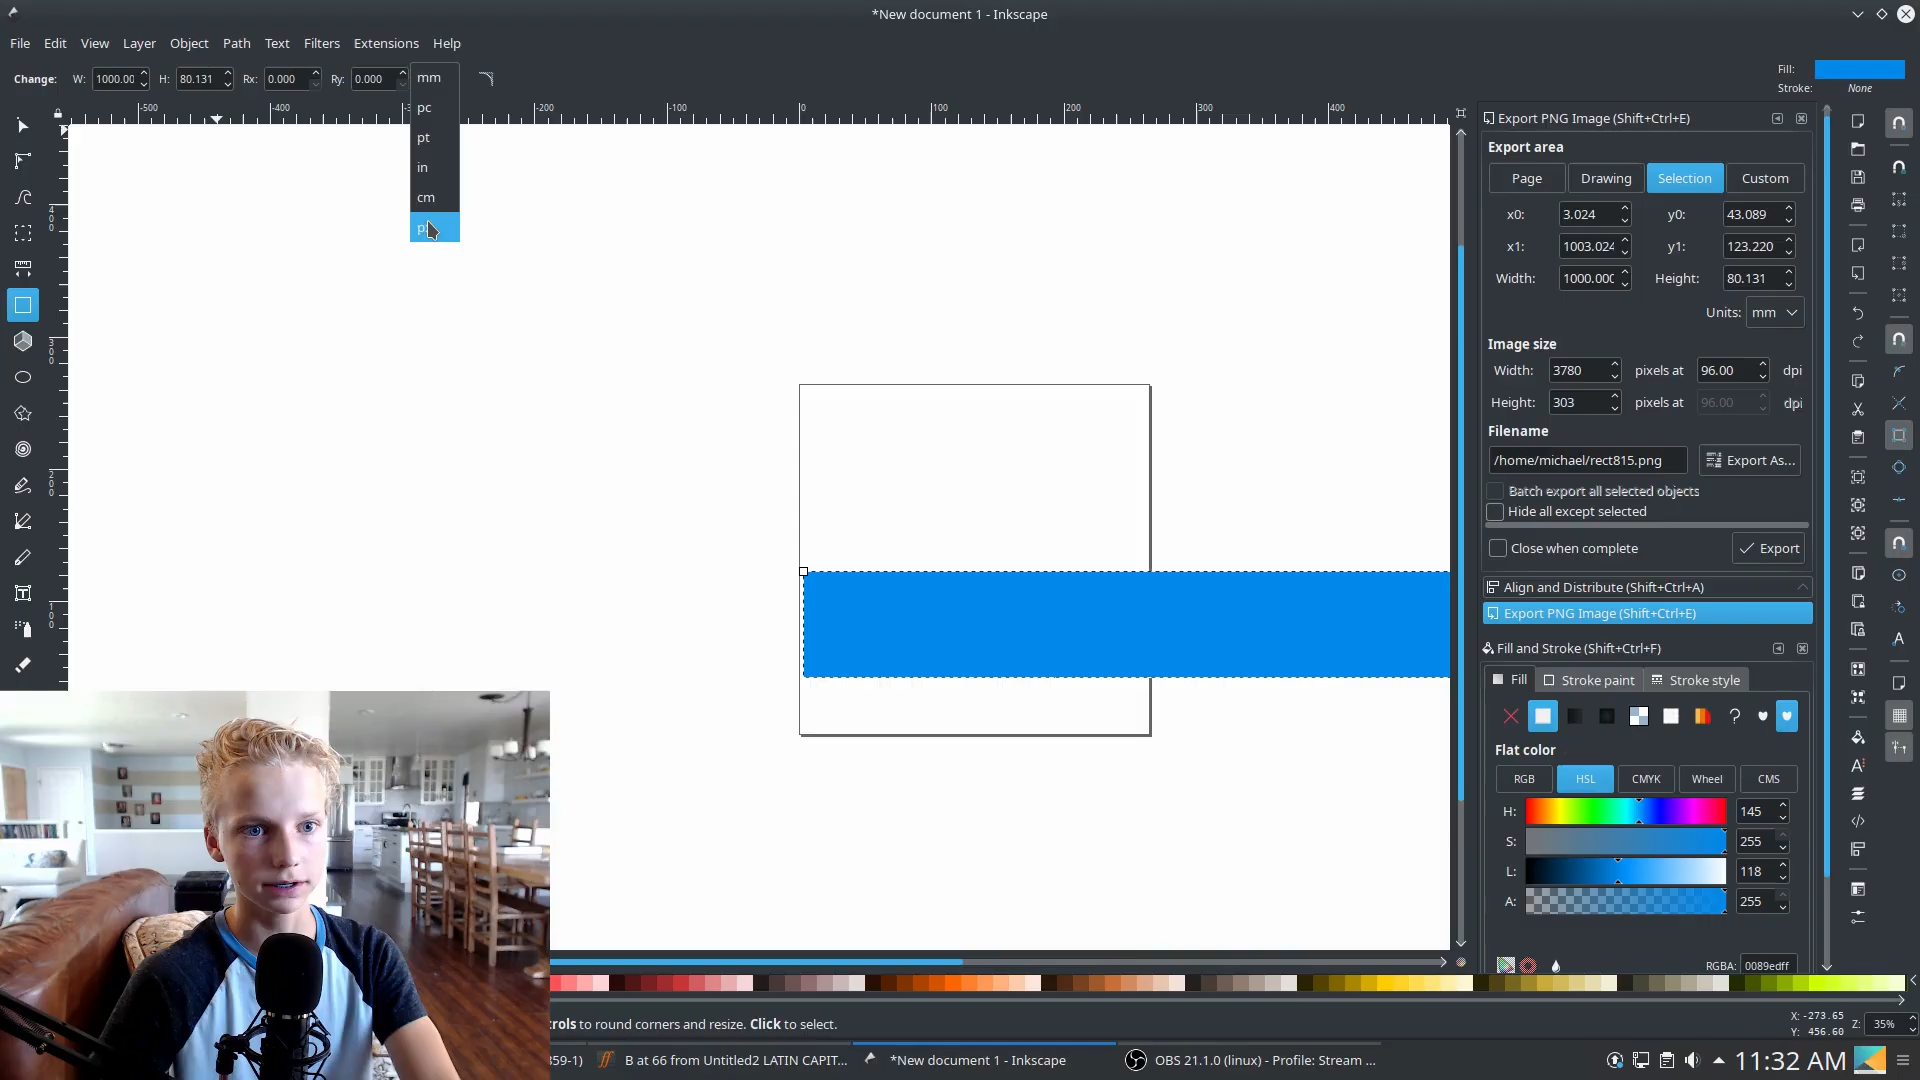 *New document 1 - Inkscape
File Edit View Layer Object Path Text Filters Extensions Help
Change: W: 1000.00 H: 80.131 Rx: 0.000 Ry: 0.000 mm
pc
pt
in
cm
Fill:
Stroke: None
-500 -400 -200 -100 0 100 200 300 400
400
300
200
100
Export PNG Image (Shift+Ctrl+E)
Export area
Page Drawing Selection Custom
x0: 3.024 y0: 43.089
x1: 1003.024 y1: 123.220
Width: 1000.000 Height: 80.131
Units: mm
Image size
Width: 3780 pixels at 96.00 dpi
Height: 303 pixels at 96.00 dpi
Filename
/home/michael/rect815.png Export As...
Batch export all selected objects
Hide all except selected
Close when complete Export
Align and Distribute (Shift+Ctrl+A)
Export PNG Image (Shift+Ctrl+E)
Fill and Stroke (Shift+Ctrl+F)
Fill Stroke paint Stroke style
Flat color
RGB HSL CMYK Wheel CMS
H: 145
S: 255
L: 118
A: 255
RGBA: 0089edff
rols to round corners and resize. Click to select.
X: -273.65
Y: 456.60
Z: 35%
359-1) B at 66 from Untitled2 LATIN CAPIT... *New document 1 - Inkscape OBS 21.1.0 (linux) - Profile: Stream ... 11:32 AM